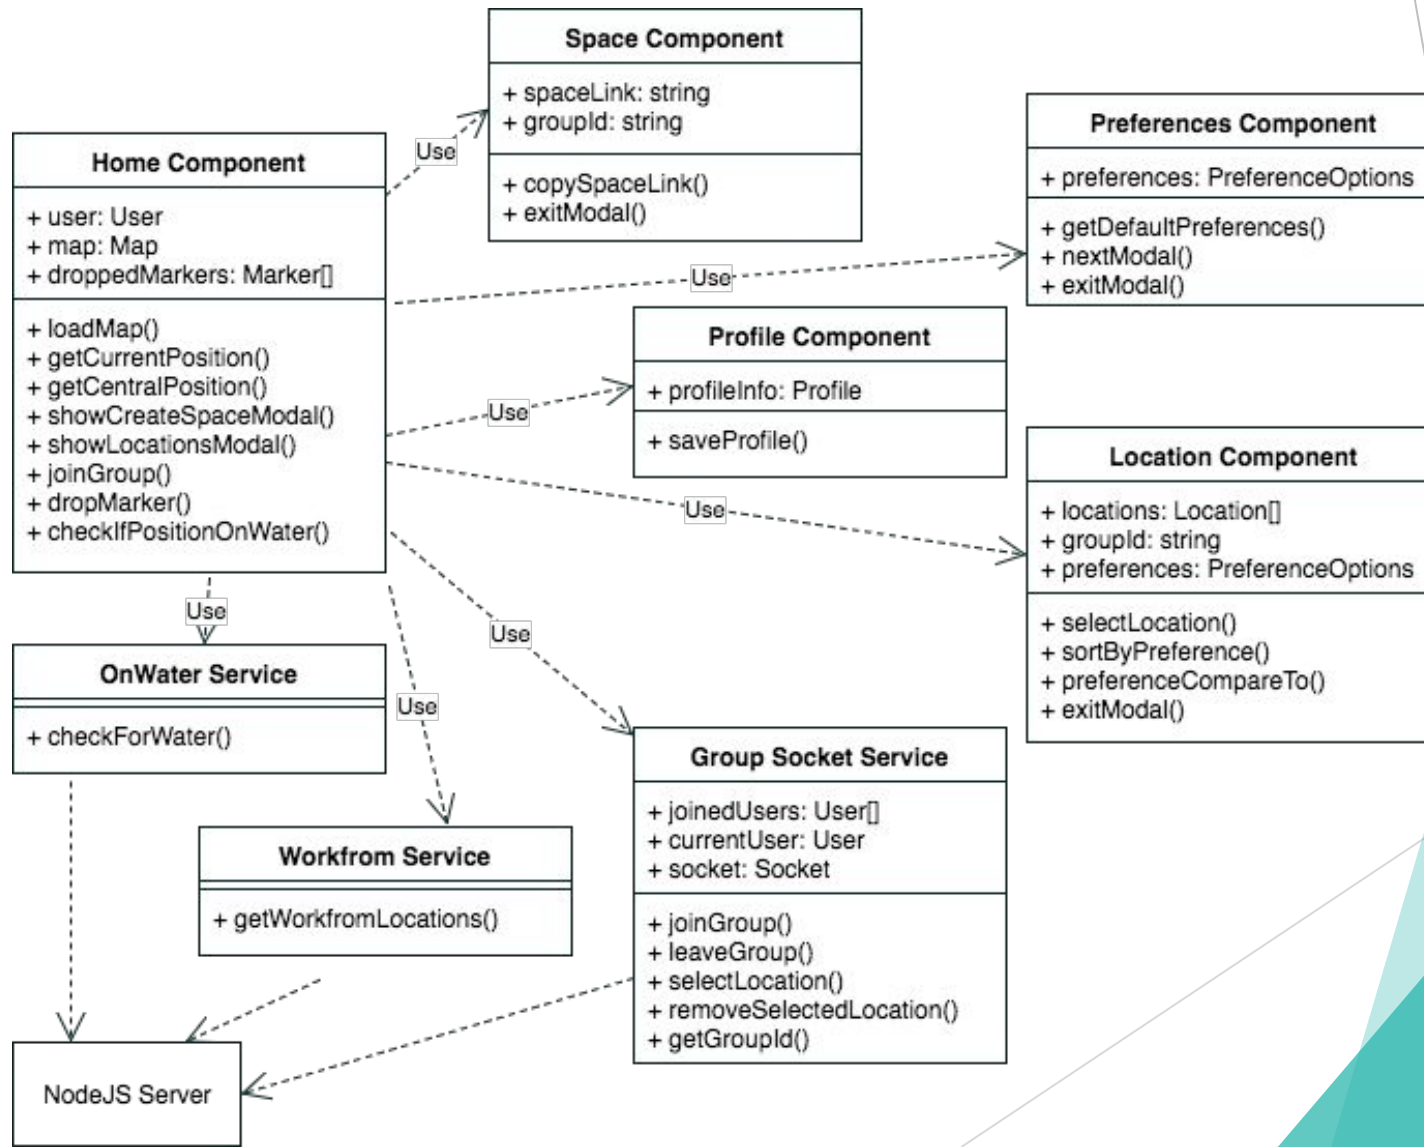 Space Component
+ spaceLink: string
+ groupId: string
+ copySpaceLink()
+ exitModal()
Home Component
+ user: User
+ map: Map
+ droppedMarkers: Marker[]
+ loadMap()
+ getCurrentPosition()
+ getCentralPosition()
+ showCreateSpaceModal()
+ showLocationsModal()
+ joinGroup()
+ dropMarker()
+ checkIfPositionOnWater()
Use
Use
Use
Use
Use
Use
Use
Preferences Component
+ preferences: PreferenceOptions
+ getDefaultPreferences()
+ nextModal()
+ exitModal()
Profile Component
+ profileInfo: Profile
+ saveProfile()
Location Component
+ locations: Location[]
+ groupId: string
+ preferences: PreferenceOptions
+ selectLocation()
+ sortByPreference()
+ preferenceCompareTo()
+ exitModal()
OnWater Service
+ checkForWater()
Workfrom Service
+ getWorkfromLocations()
Group Socket Service
+ joinedUsers: User[]
+ currentUser: User
+ socket: Socket
+ joinGroup()
+ leaveGroup()
+ selectLocation()
+ removeSelectedLocation()
+ getGroupId()
NodeJS Server